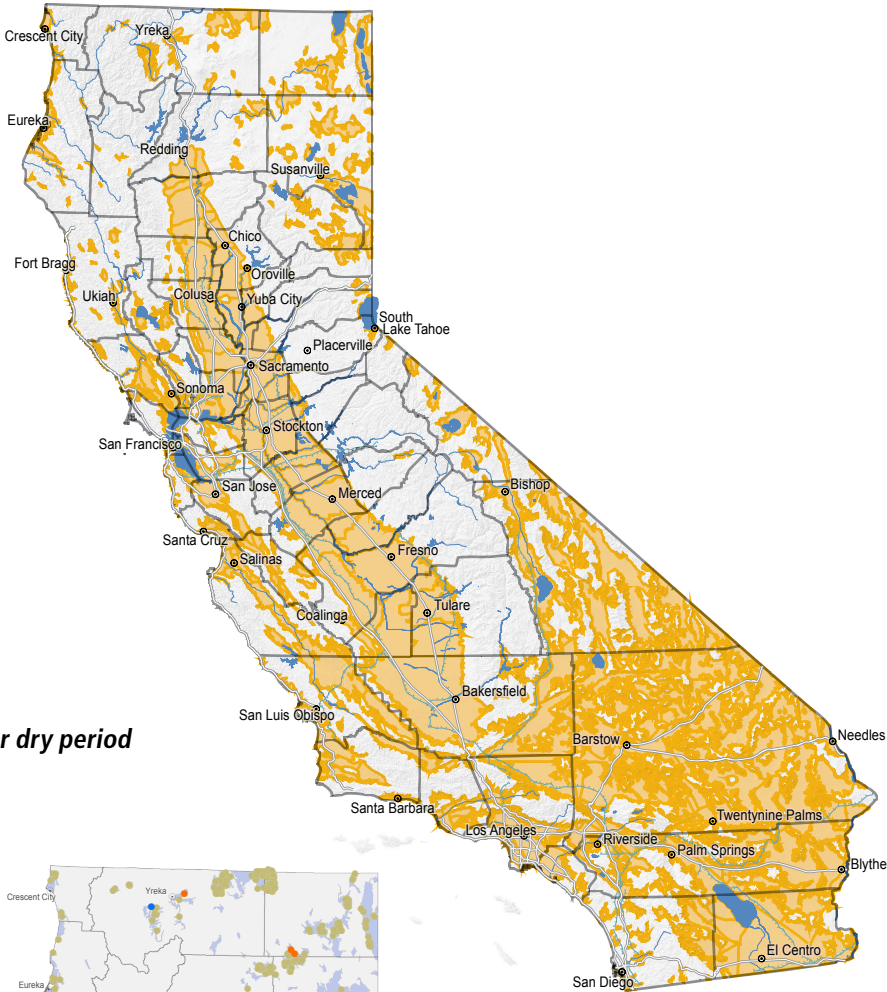 Crescent City
Yreka
Eureka
Redding
Susanville
Chico
Fort Bragg
Oroville
Ukiah
Colusa
Yuba City
South
Lake Tahoe
Placerville
Sacramento
Sonoma
Stockton
San Francisco
San Jose
Merced
Bishop
Santa Cruz
Salinas
Fresno
Coalinga
Tulare
Bakersfield
San Luis Obispo
r dry period
Barstow
Needles
Santa Barbara
Twentynine Palms
Los Angeles
Riverside
Palm Springs
Blythe
El Centro
San Diego
Crescent City
Yreka
Eureka